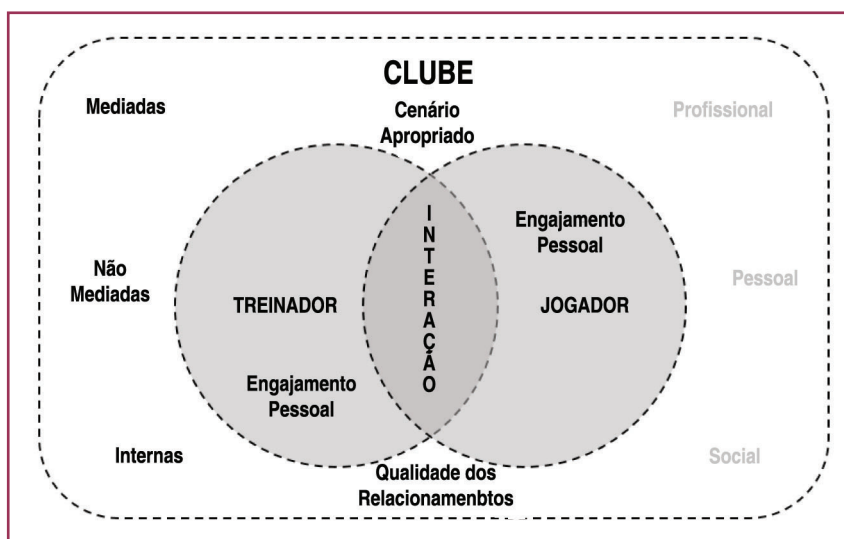 CLUBE
Mediadas
Cenário
Apropriado
Profissional
INTERAÇÃO
Engajamento
Pessoal
Não
Mediadas
TREINADOR
JOGADOR
Pessoal
Engajamento
Pessoal
Internas
Qualidade dos
Relacionamenbtos
Social